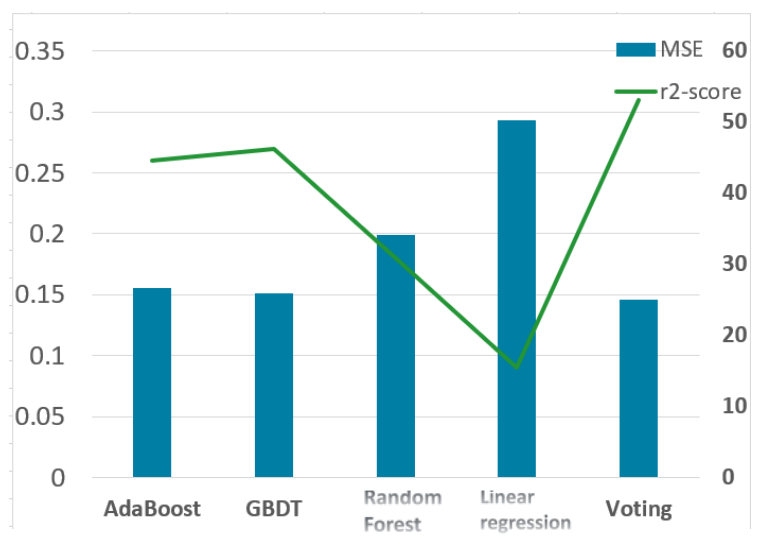 0.35
0.3
0.25
0.2
0.15
0.1
0.05
0
MSE
r2-score
60
50
40
30
20
10
0
AdaBoost
GBDT
Random
Forest
Linear
regression
Voting